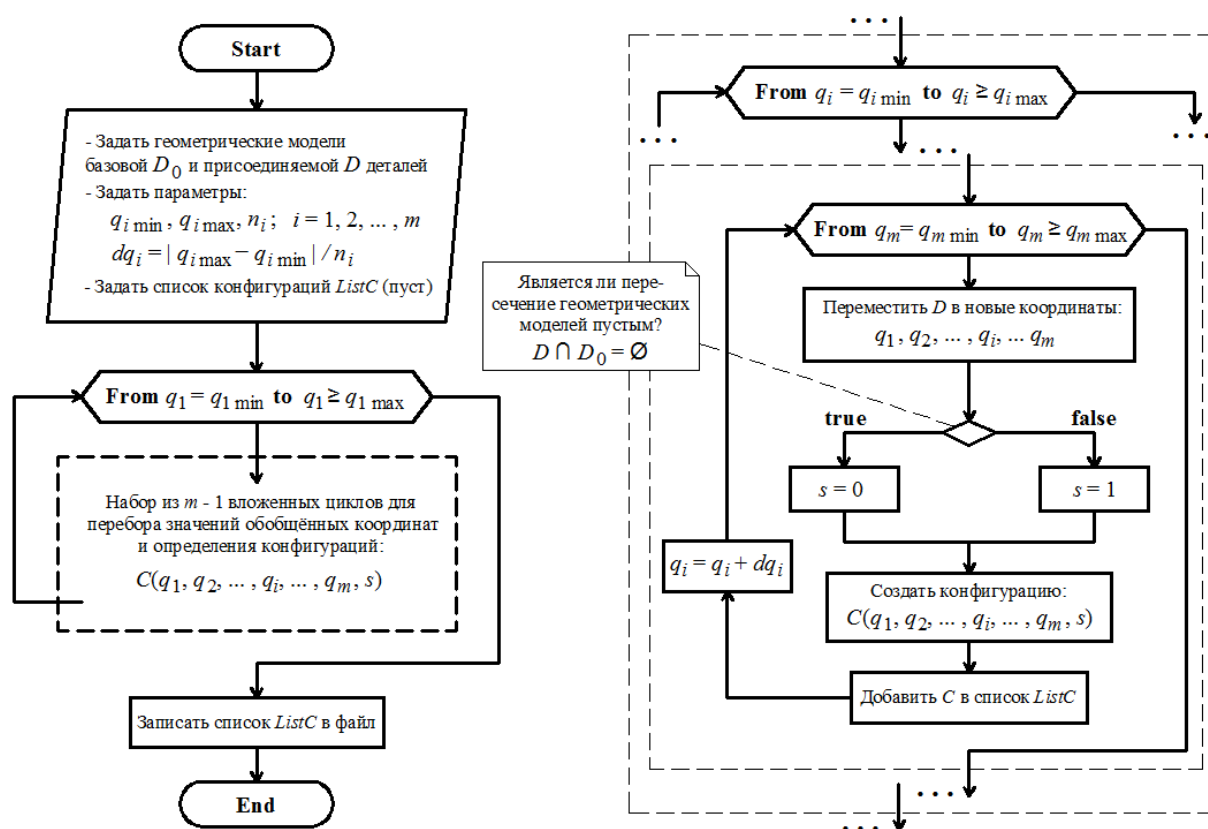 Start
- Задать геометрические модели
базовой D₀ и присоединяемой D деталей
- Задать параметры:
qᵢ min , qᵢ max , nᵢ ; i = 1, 2, ... , m
dqᵢ = | qᵢ max − qᵢ min | / nᵢ
- Задать список конфигураций ListC (пуст)
From q₁ = q₁ min to q₁ ≥ q₁ max
Набор из m - 1 вложенных циклов для
перебора значений обобщённых координат
и определения конфигураций:
C(q₁, q₂, ... , qᵢ, ... , qₘ, s)
Записать список ListC в файл
End
...
From qᵢ = qᵢ min to qᵢ ≥ qᵢ max
...
...
...
...
From qₘ = qₘ min to qₘ ≥ qₘ max
Является ли пере-
сечение геометрических
моделей пустым?
D ∩ D₀ = Ø
Переместить D в новые координаты:
q₁ , q₂ , ... , qᵢ , ... qₘ
true
false
s = 0
s = 1
qᵢ = qᵢ + dqᵢ
Создать конфигурацию:
C(q₁, q₂, ... , qᵢ, ... , qₘ, s)
Добавить C в список ListC
...
...